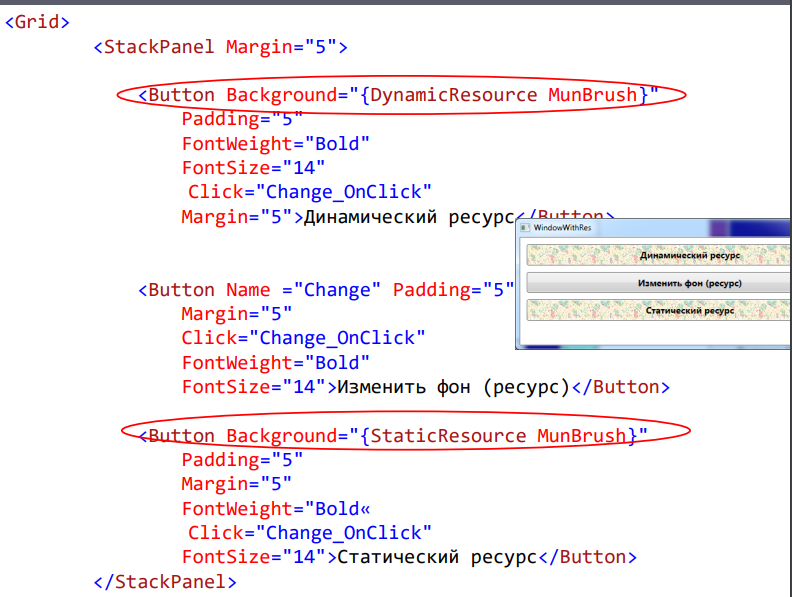 <Grid>
<StackPanel Margin="5">
<Button Background="{DynamicResource MunBrush}"
Padding="5"
FontWeight="Bold"
FontSize="14"
Click="Change_OnClick"
Margin="5">Динамический ресурс</Button>
WindowWithRes
Динамический ресурс
Изменить фон (ресурс)
Статический ресурс
<Button Name ="Change" Padding="5"
Margin="5"
Click="Change_OnClick"
FontWeight="Bold"
FontSize="14">Изменить фон (ресурс)</Button>
<Button Background="{StaticResource MunBrush}"
Padding="5"
Margin="5"
FontWeight="Bold«
Click="Change_OnClick"
FontSize="14">Статический ресурс</Button>
</StackPanel>